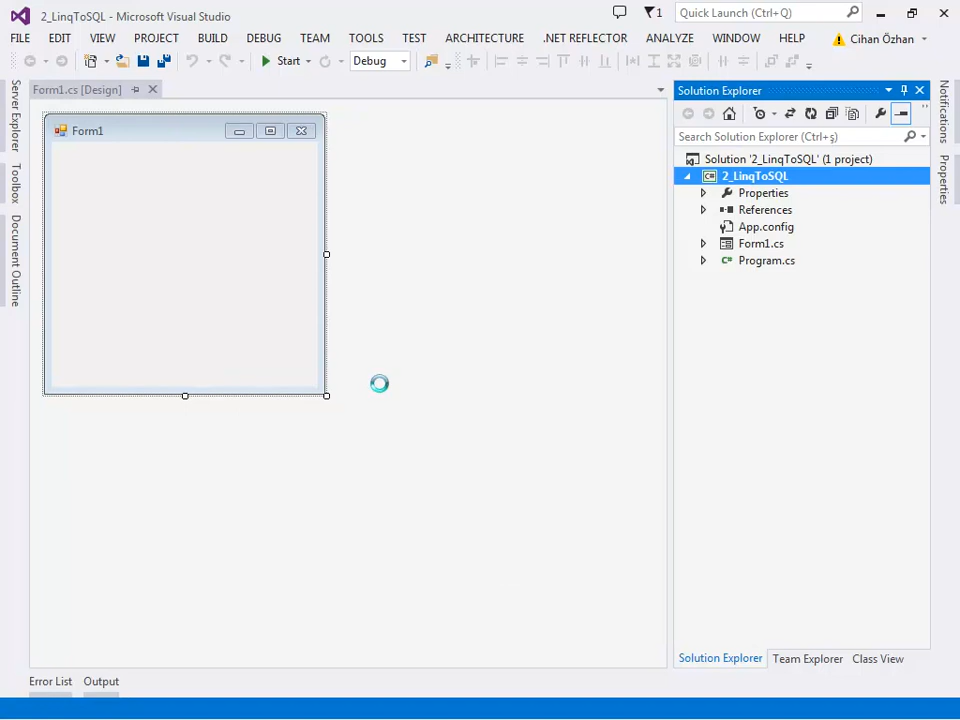 2_LinqToSQL - Microsoft Visual Studio
1
Quick Launch (Ctrl+Q)
FILE EDIT VIEW PROJECT BUILD DEBUG TEAM TOOLS TEST ARCHITECTURE .NET REFLECTOR ANALYZE WINDOW HELP Cihan Özhan
Start Debug
Server Explorer
Toolbox
Document Outline
Form1.cs [Design]
Form1
Solution Explorer
Search Solution Explorer (Ctrl+ş)
Solution '2_LinqToSQL' (1 project)
C# 2_LinqToSQL
Properties
References
App.config
Form1.cs
C# Program.cs
Notifications
Properties
Solution Explorer Team Explorer Class View
Error List Output